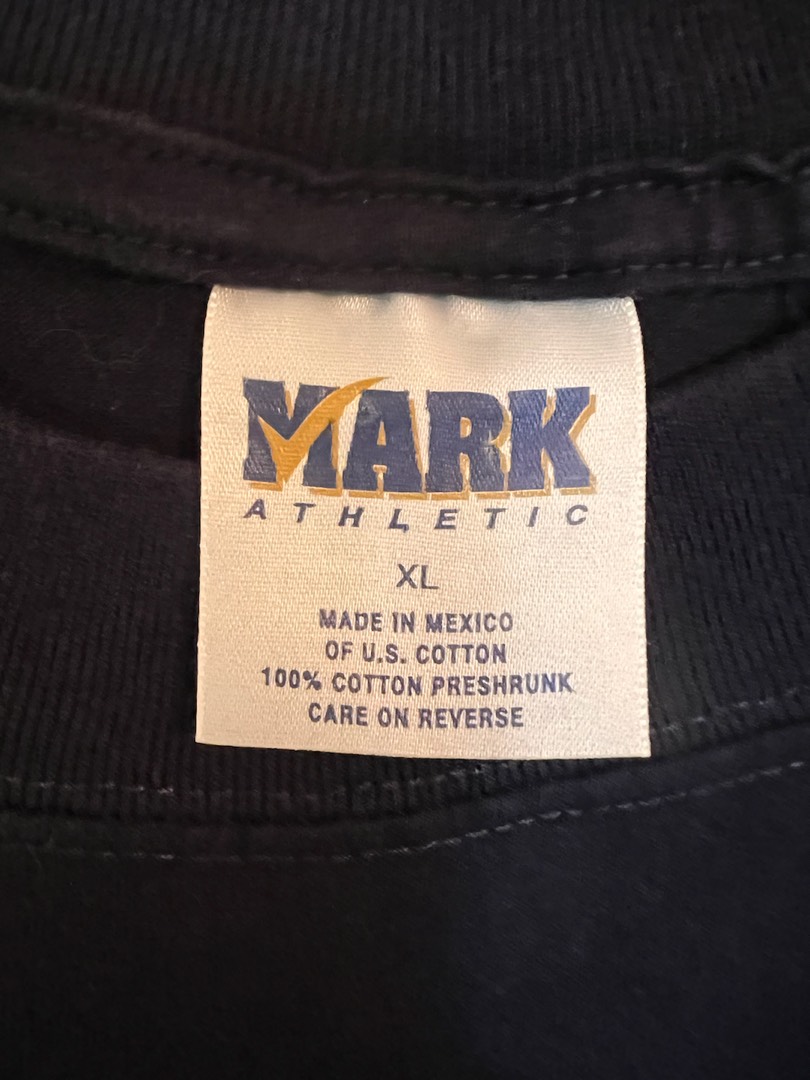 MARK
ATHLETIC
XL
MADE IN MEXICO
OF U.S. COTTON
100% COTTON PRESHRUNK
CARE ON REVERSE